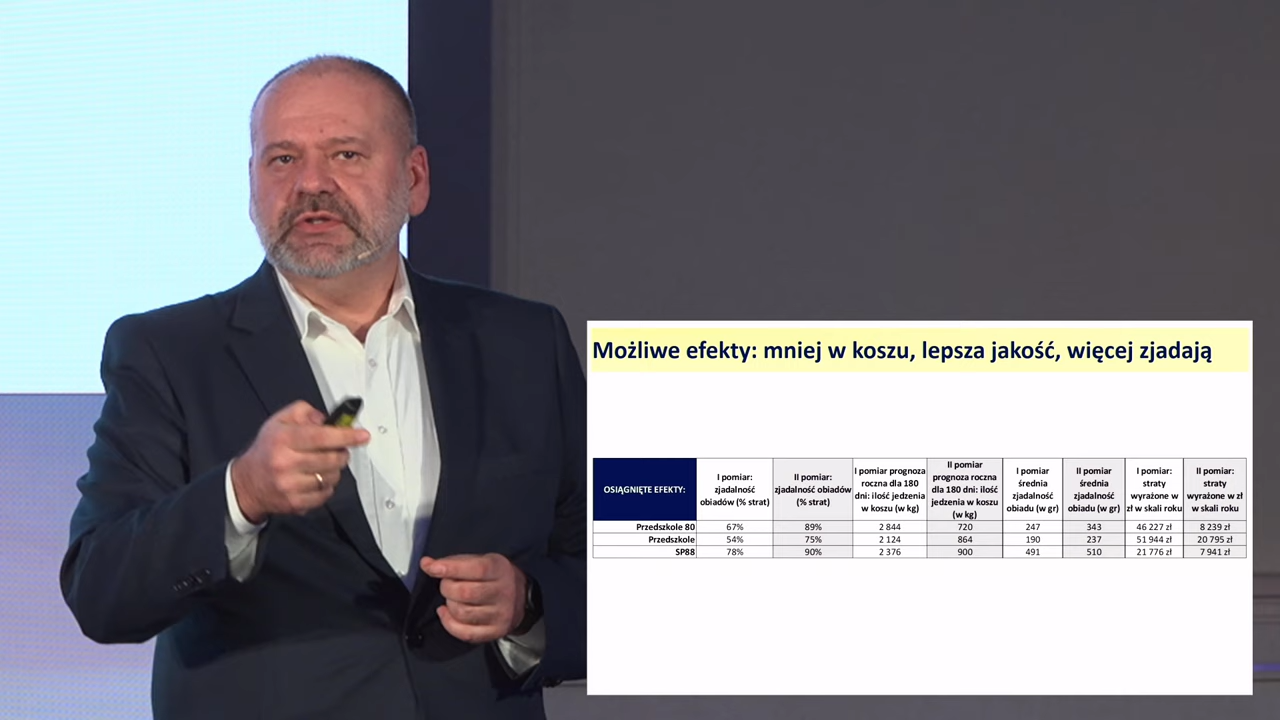 Możliwe efekty: mniej w koszu, lepsza jakość, więcej zjadają
OSIĄGNIĘTE EFEKTY:
I pomiar:
zjadalność
obiadów (% strat)
II pomiar:
zjadalność obiadów
(% strat)
I pomiar prognoza
roczna dla 180
dni: ilość jedzenia
w koszu (w kg)
II pomiar
prognoza roczna
dla 180 dni: ilość
jedzenia w koszu
(w kg)
I pomiar
średnia
zjadalność
obiadu (w gr)
II pomiar
średnia
zjadalność
obiadu (w gr)
I pomiar:
straty
wyrażone w
zł w skali roku
II pomiar:
straty
wyrażone w zł
w skali roku
Przedszkole 80 67% 89% 2 844 720 247 343 46 227 zł 8 239 zł
Przedszkole 54% 75% 2 124 864 190 237 51 944 zł 20 795 zł
SP88 78% 90% 2 376 900 491 510 21 776 zł 7 941 zł